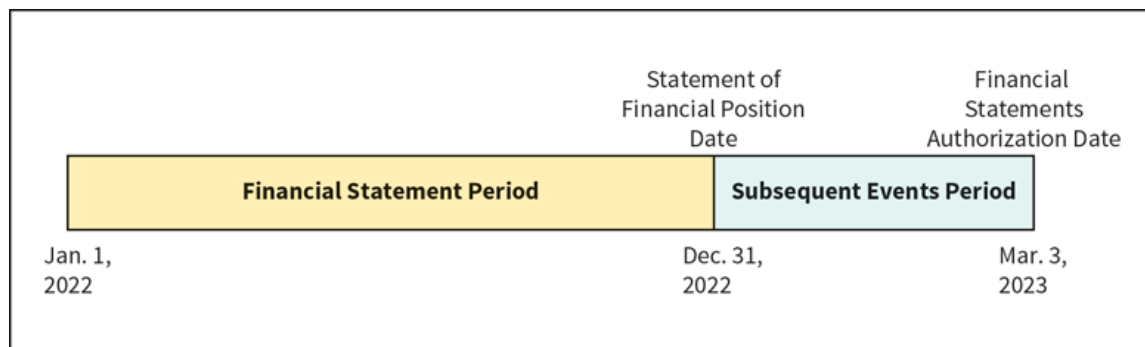 Statement of
Financial Position
Date
Financial
Statements
Authorization Date
Financial Statement Period
Subsequent Events Period
Jan. 1,
2022
Dec. 31,
2022
Mar. 3,
2023